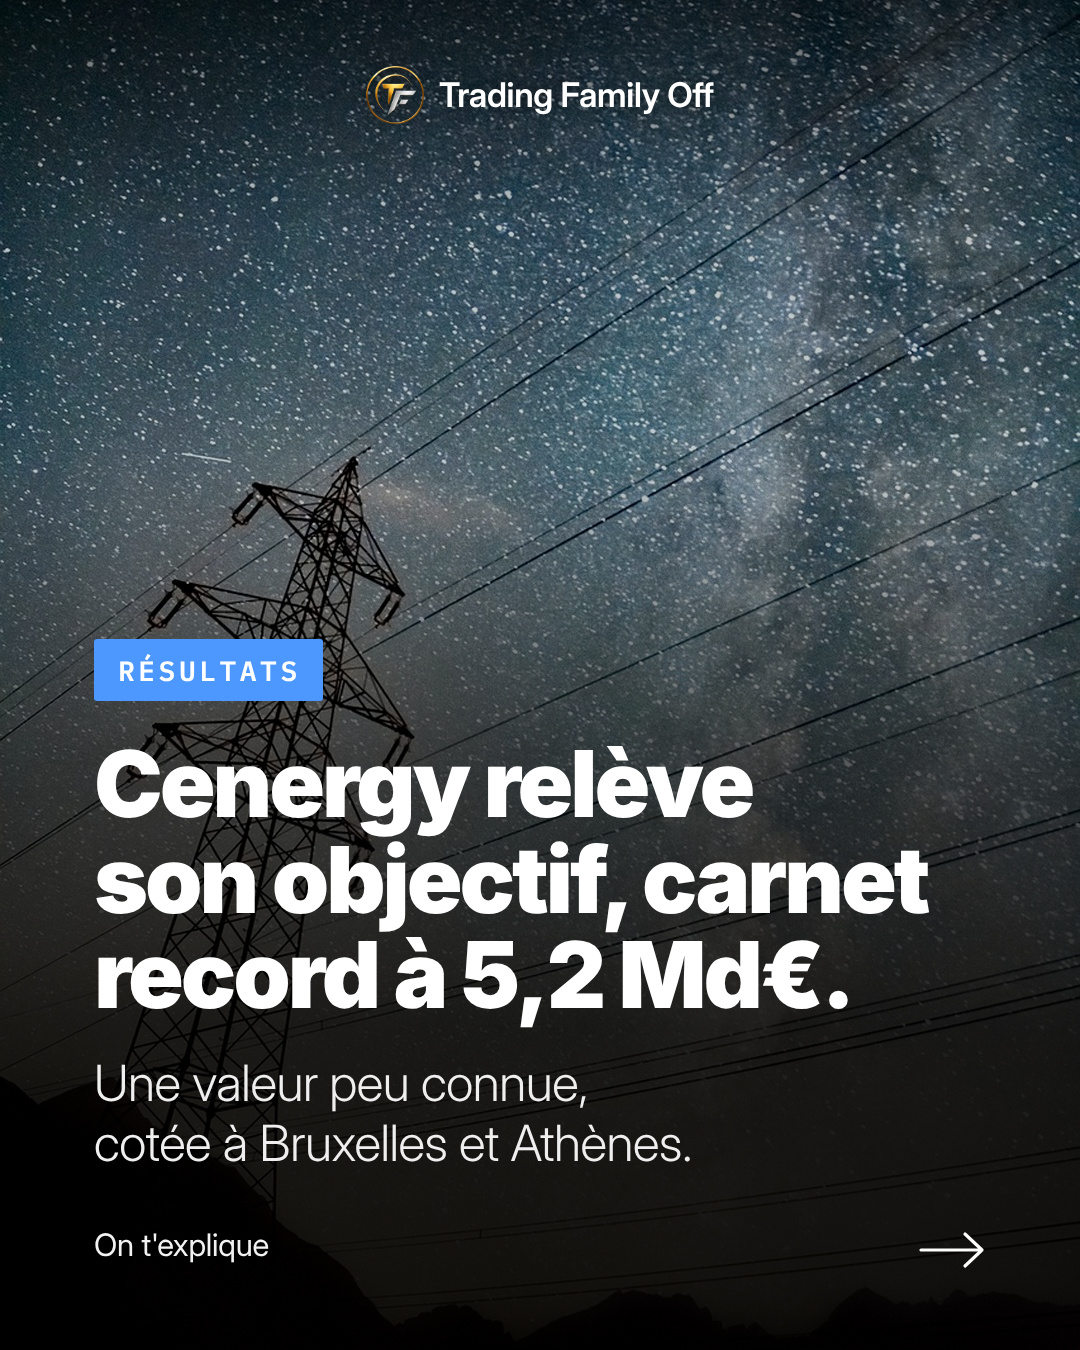 TF Trading Family Off
RÉSULTATS
Cenergy relève
son objectif, carnet
record à 5,2 Md€.
Une valeur peu connue,
cotée à Bruxelles et Athènes.
On t'explique